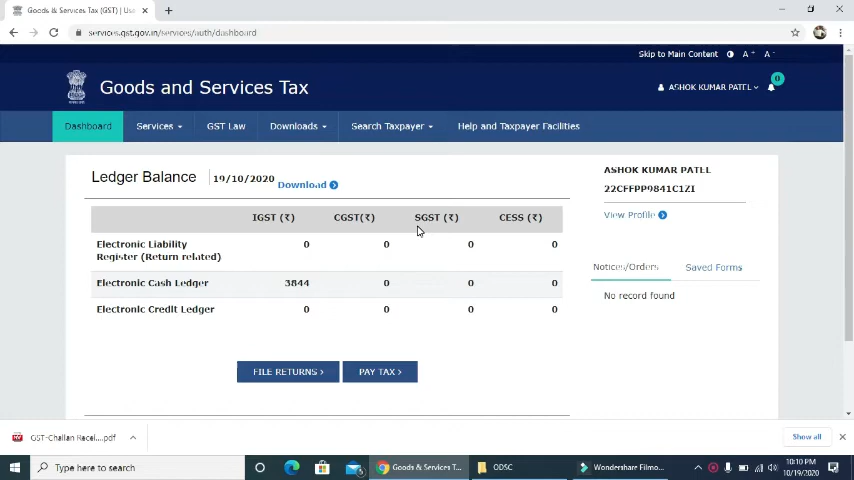 Goods & Services Tax (GST) | Use
services.gst.gov.in/services/auth/dashboard
Skip to Main Content A+ A-
Goods and Services Tax
ASHOK KUMAR PATEL
0
Dashboard Services GST Law Downloads Search Taxpayer Help and Taxpayer Facilities
Ledger Balance 19/10/2020 Download
IGST (₹) CGST(₹) SGST (₹) CESS (₹)
Electronic Liability
Register (Return related) 0 0 0 0
Electronic Cash Ledger 3844 0 0 0
Electronic Credit Ledger 0 0 0 0
FILE RETURNS > PAY TAX >
ASHOK KUMAR PATEL
22CFFPP9841C1ZI
View Profile
Notices/Orders Saved Forms
No record found
GST-Challan Recei....pdf
Show all
Type here to search
Goods & Services T...
ODSC
Wondershare Filmo...
10:10 PM
10/19/2020